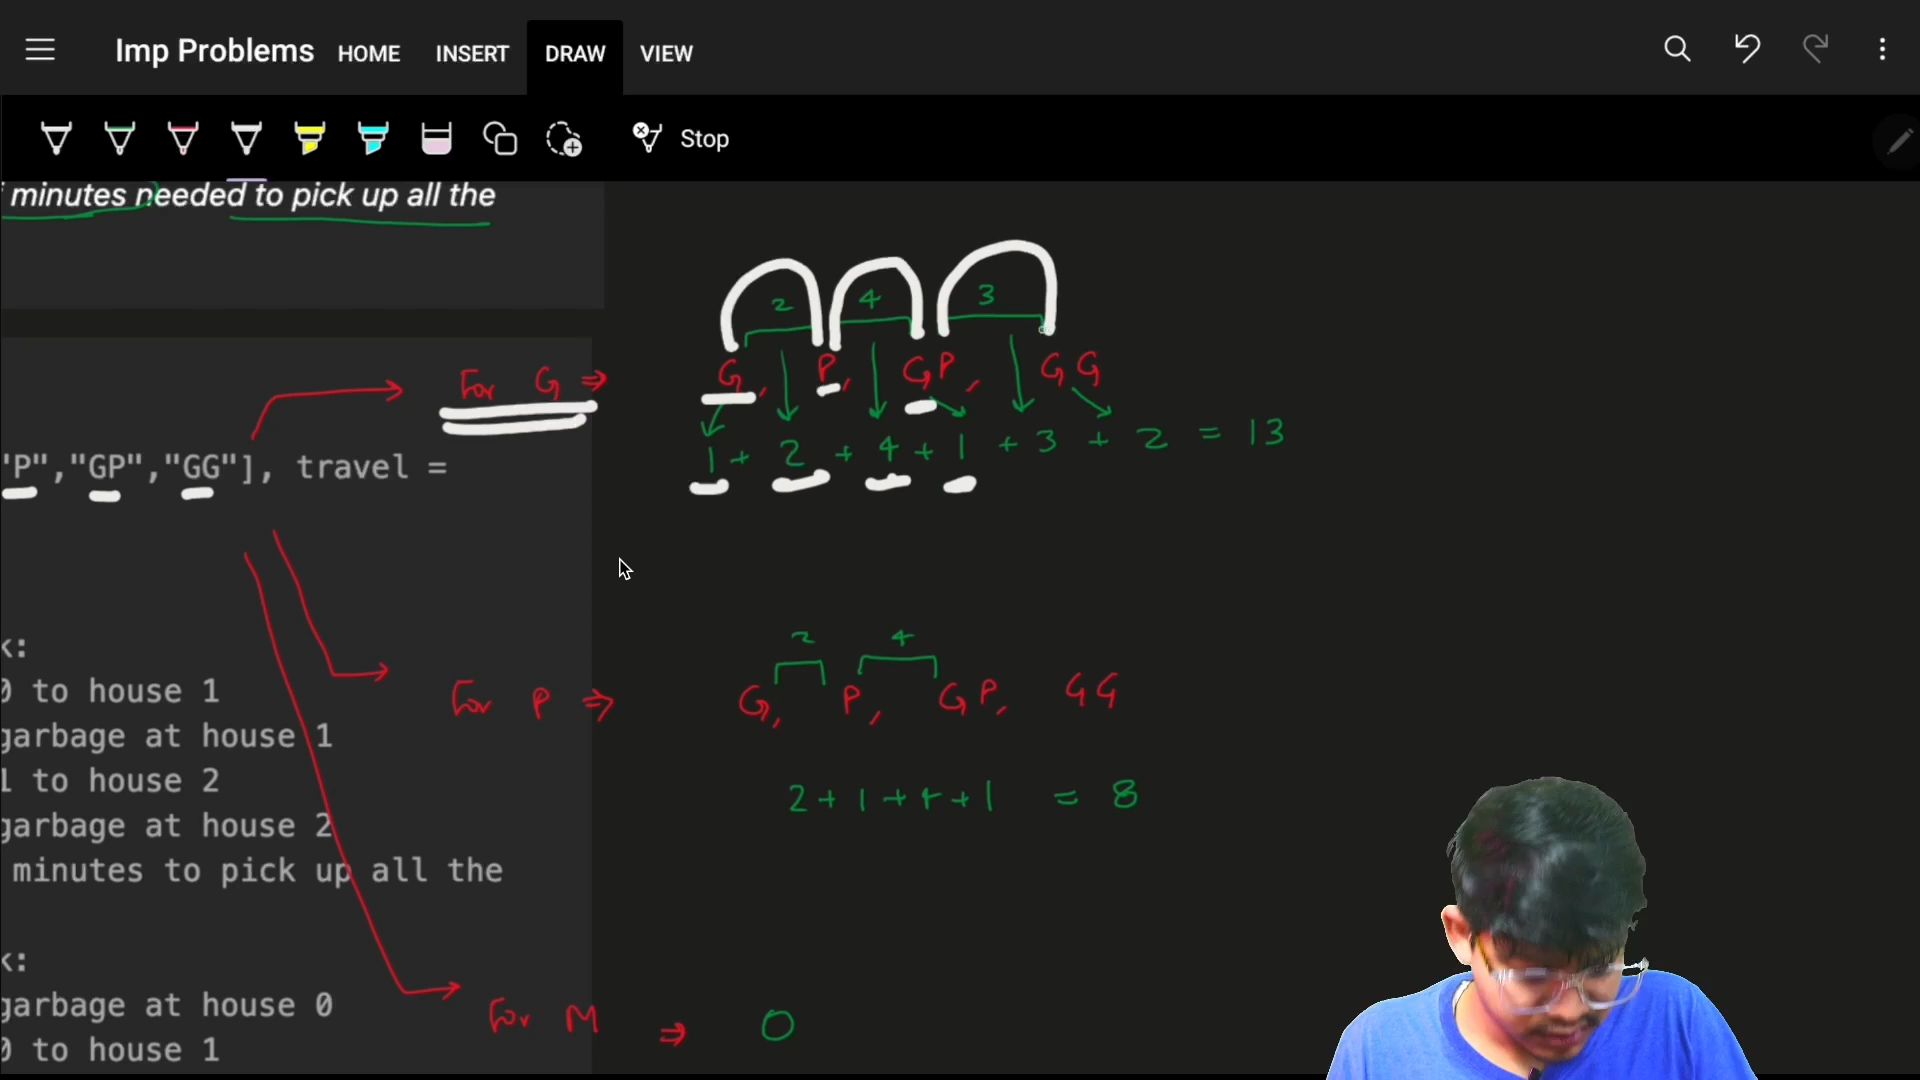 Imp Problems HOME INSERT DRAW VIEW
Stop
minutes needed to pick up all the
2 4 3
For G ⇒ G, P, GP, GG
1 + 2 + 4 + 1 + 3 + 2 = 13
"P","GP","GG"], travel =
k:
0 to house 1
garbage at house 1
1 to house 2
garbage at house 2
minutes to pick up all the
2 4
For P ⇒ G, P, GP, GG
2 + 1 + 4 + 1 = 8
k:
garbage at house 0
0 to house 1
For M ⇒ 0